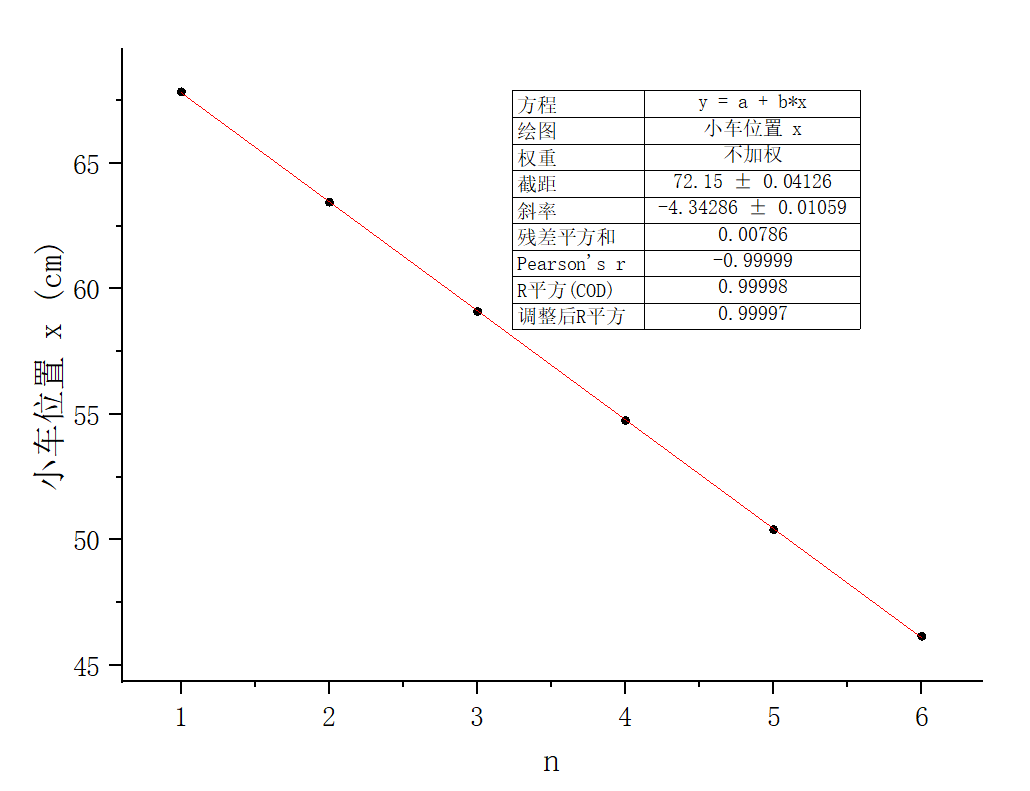 方程 y = a + b*x
绘图 小车位置 x
权重 不加权
截距 72.15 ± 0.04126
斜率 -4.34286 ± 0.01059
残差平方和 0.00786
Pearson's r -0.99999
R平方(COD) 0.99998
调整后R平方 0.99997
小车位置 x (cm)
65
60
55
50
45
1 2 3 4 5 6
n